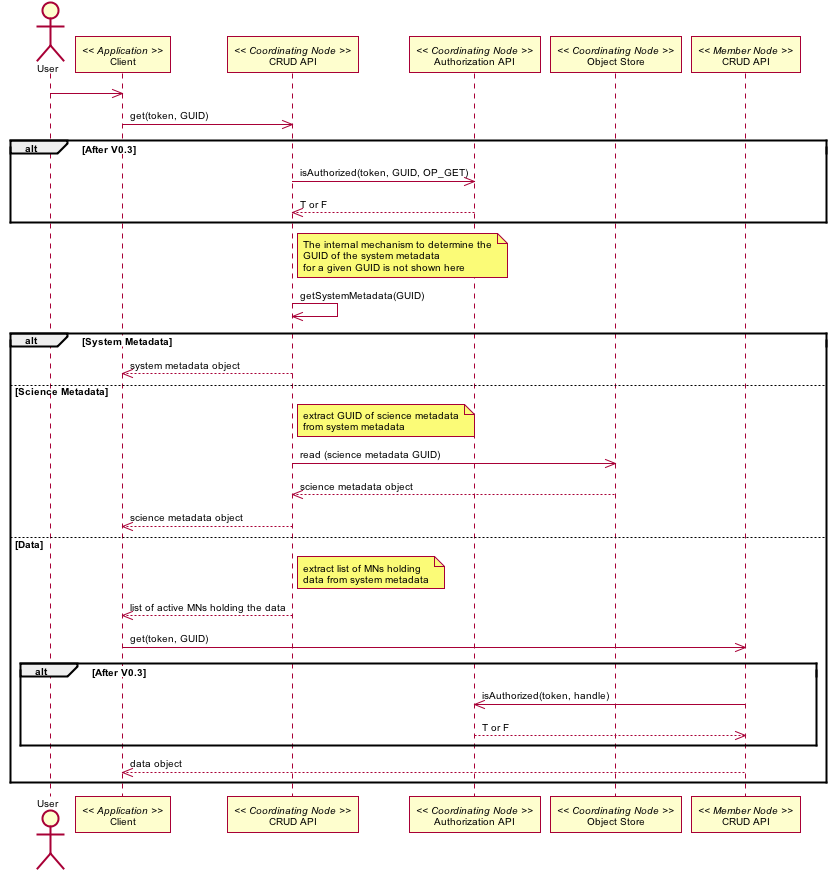 User
<< Application >>
Client
<< Coordinating Node >>
CRUD API
<< Coordinating Node >>
Authorization API
<< Coordinating Node >>
Object Store
<< Member Node >>
CRUD API
get(token, GUID)
alt
[After V0.3]
isAuthorized(token, GUID, OP_GET)
T or F
The internal mechanism to determine the
GUID of the system metadata
for a given GUID is not shown here
getSystemMetadata(GUID)
alt
[System Metadata]
system metadata object
[Science Metadata]
extract GUID of science metadata
from system metadata
read (science metadata GUID)
science metadata object
science metadata object
[Data]
extract list of MNs holding
data from system metadata
list of active MNs holding the data
get(token, GUID)
alt
[After V0.3]
isAuthorized(token, handle)
T or F
data object
User
<< Application >>
Client
<< Coordinating Node >>
CRUD API
<< Coordinating Node >>
Authorization API
<< Coordinating Node >>
Object Store
<< Member Node >>
CRUD API